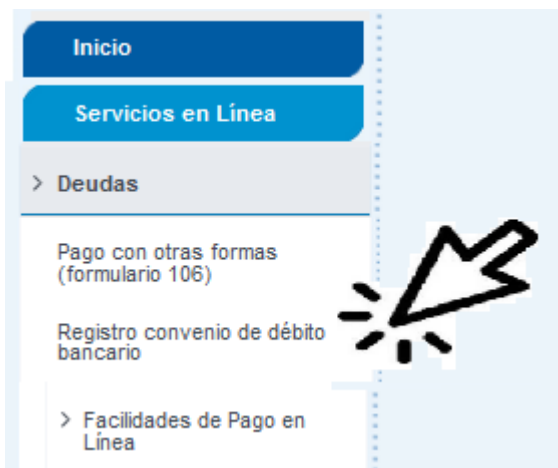 Inicio
Servicios en Línea
Deudas
Pago con otras formas
(formulario 106)
Registro convenio de débito
bancario
Facilidades de Pago en
Línea